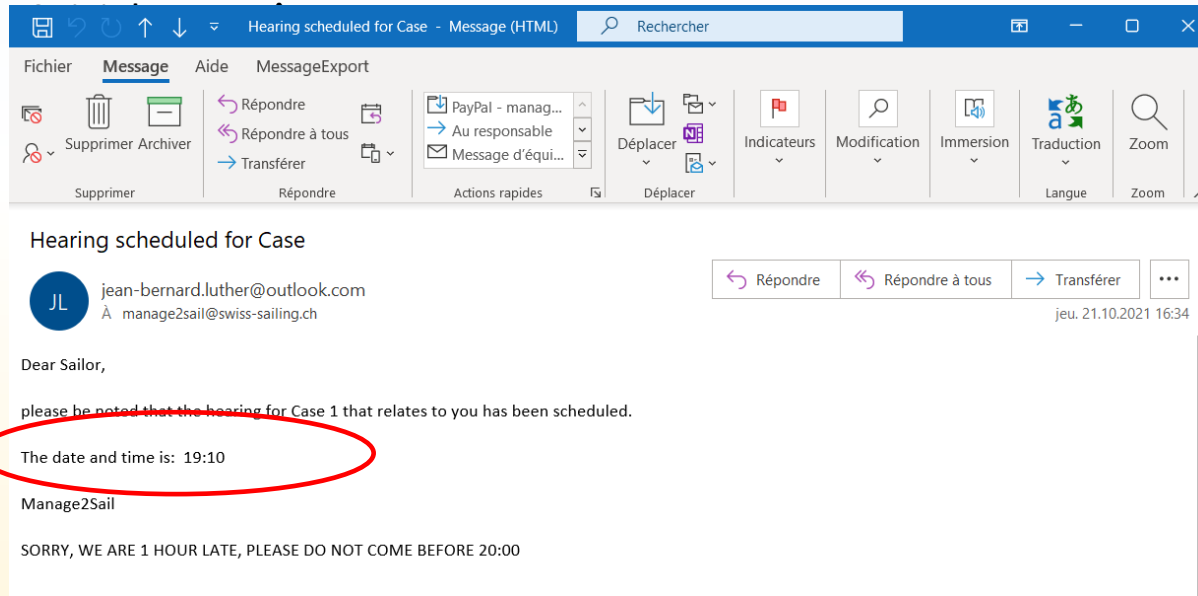 Hearing scheduled for Case - Message (HTML)
Rechercher
Fichier Message Aide MessageExport
Supprimer Archiver
Répondre
Répondre à tous
Transférer
PayPal - manag...
Au responsable
Message d'équi...
Déplacer
Indicateurs
Modification
Immersion
Traduction
Zoom
Supprimer Répondre Actions rapides Déplacer Langue Zoom
Hearing scheduled for Case
JL
jean-bernard.luther@outlook.com
À manage2sail@swiss-sailing.ch
Répondre Répondre à tous Transférer
jeu. 21.10.2021 16:34
Dear Sailor,
please be noted that the hearing for Case 1 that relates to you has been scheduled.
The date and time is: 19:10
Manage2Sail
SORRY, WE ARE 1 HOUR LATE, PLEASE DO NOT COME BEFORE 20:00